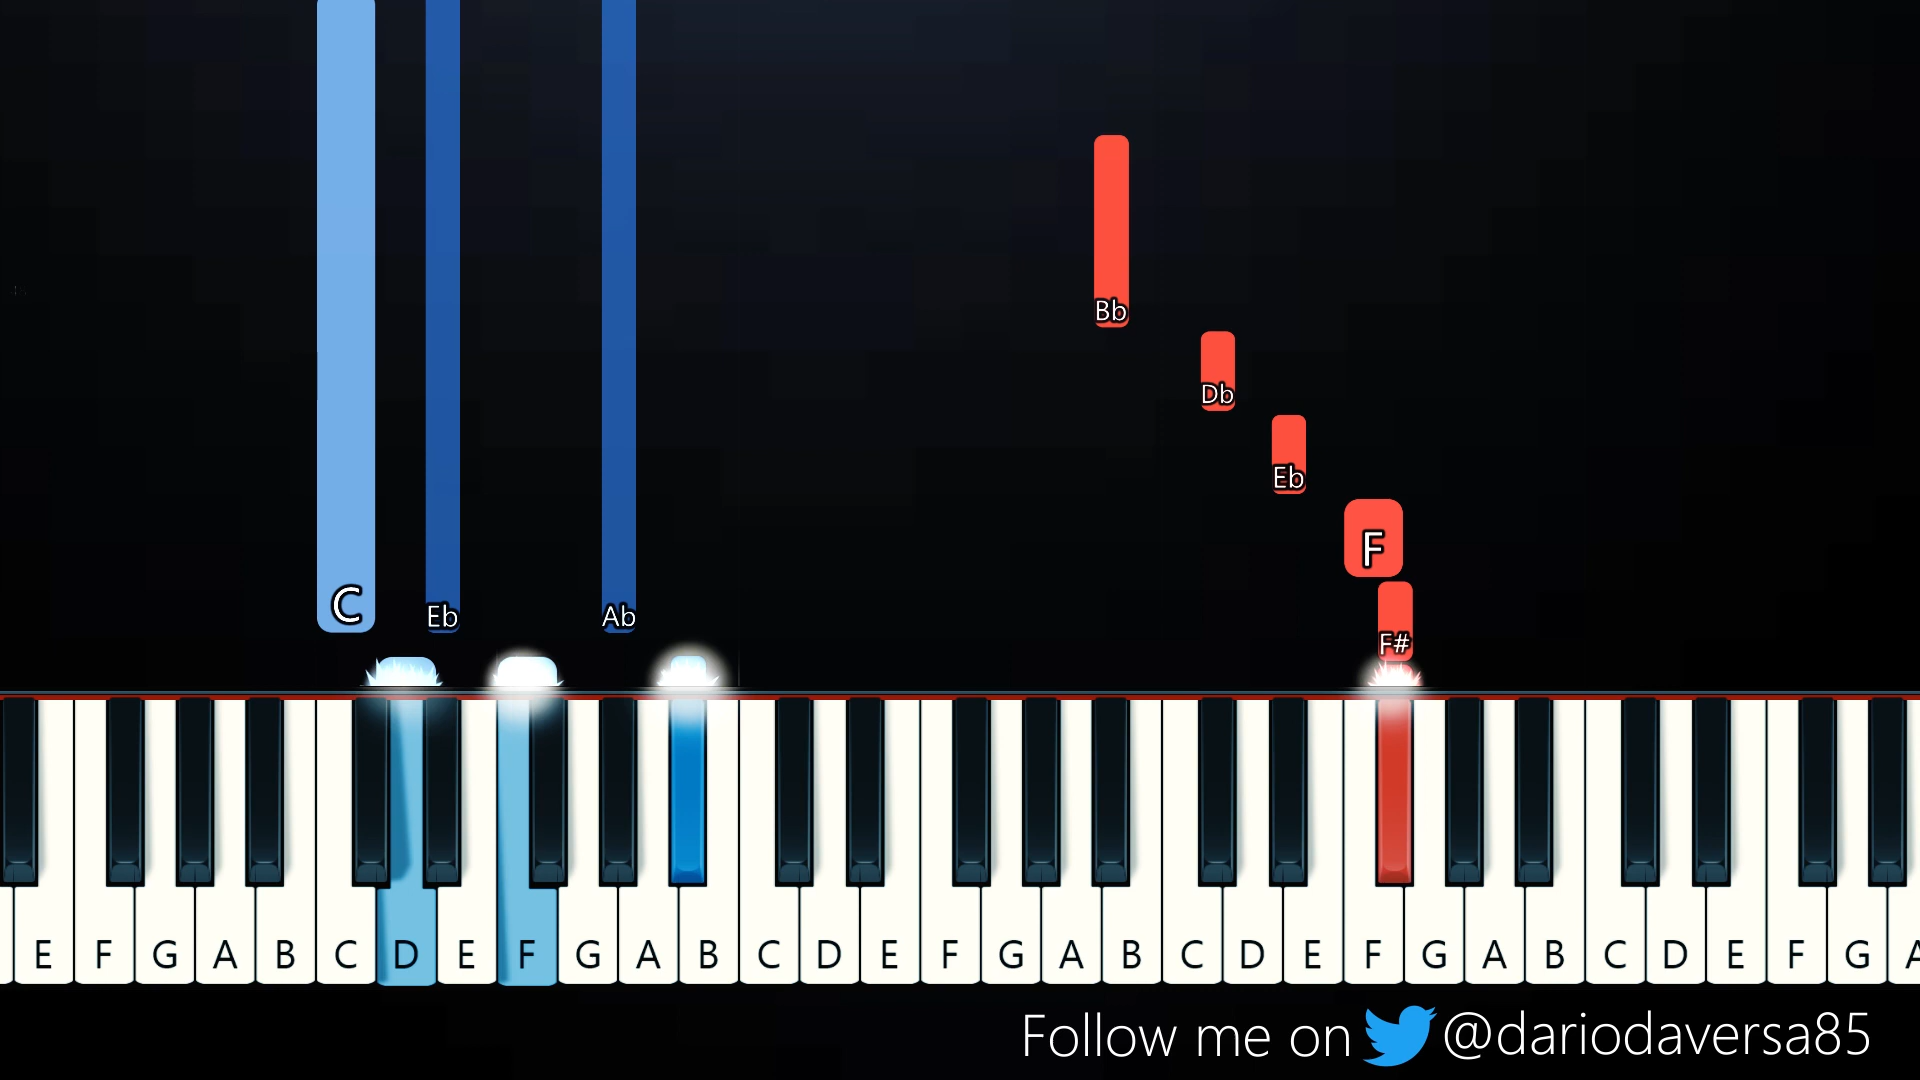 Bb
Db
Eb
F
C Eb Ab F#
E F G A B C D E F G A B C D E F G A B C D E F G A B C D E F G A
Follow me on @dariodaversa85